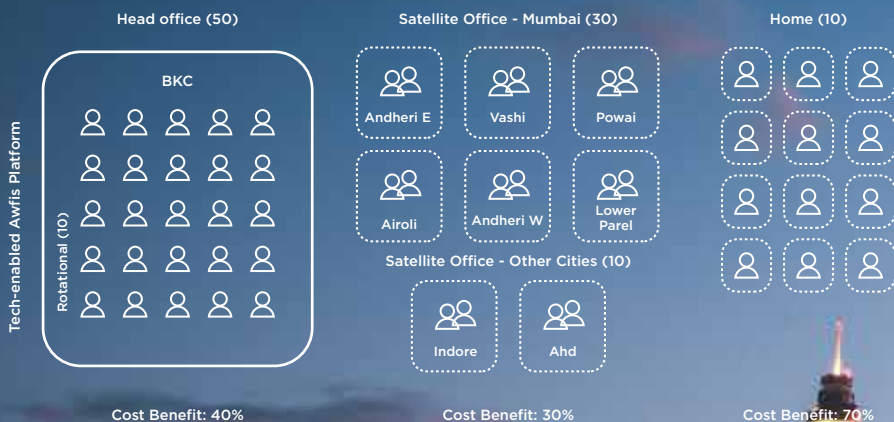 Head office (50)
BKC
Tech-enabled Awfis Platform
Rotational (10)
Cost Benefit: 40%
Satellite Office - Mumbai (30)
Andheri E
Vashi
Powai
Airoli
Andheri W
Lower
Parel
Satellite Office - Other Cities (10)
Indore
Ahd
Cost Benefit: 30%
Home (10)
Cost Benefit: 70%